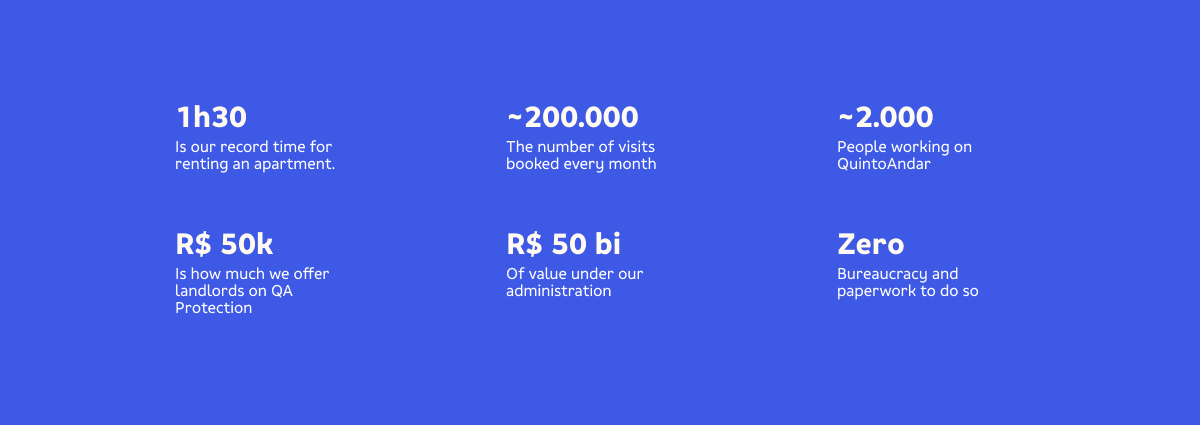 1h30
Is our record time for
renting an apartment.
~200.000
The number of visits
booked every month
~2.000
People working on
QuintoAndar
R$ 50k
Is how much we offer
landlords on QA
Protection
R$ 50 bi
Of value under our
administration
Zero
Bureaucracy and
paperwork to do so